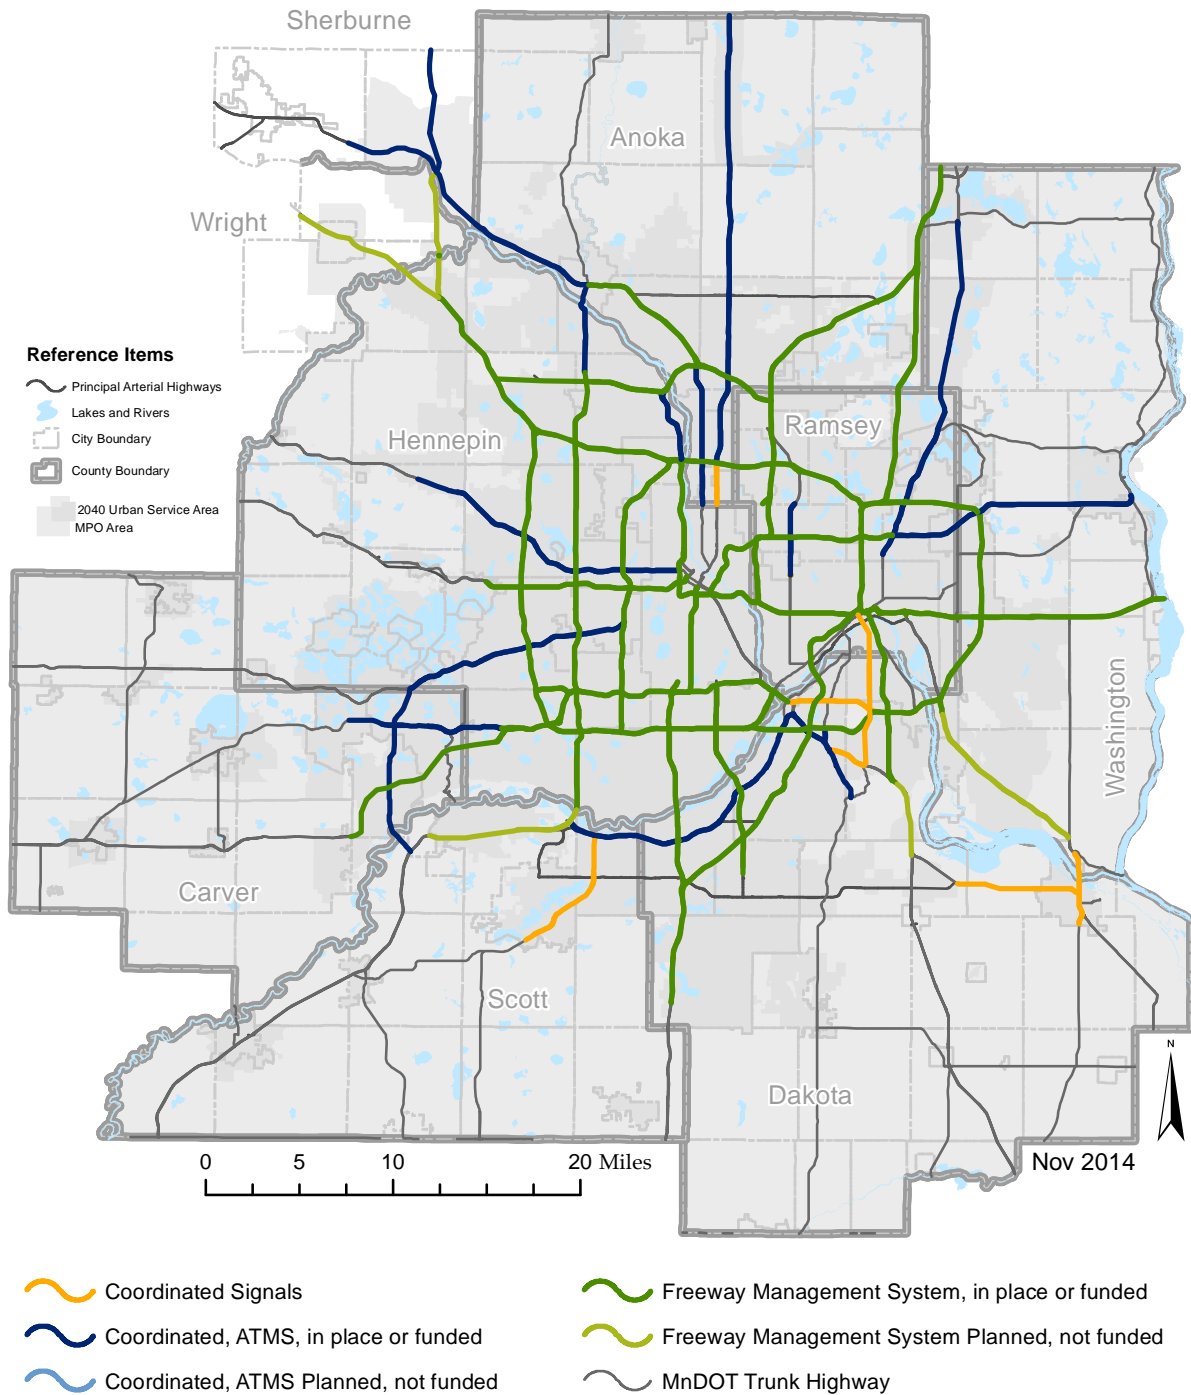 Sherburne
Anoka
Wright
Reference Items
Principal Arterial Highways
Lakes and Rivers
City Boundary
County Boundary
2040 Urban Service Area
MPO Area
Hennepin
Ramsey
Washington
Carver
Scott
Dakota
N
0 5 10 20 Miles
Nov 2014
Coordinated Signals
Coordinated, ATMS, in place or funded
Coordinated, ATMS Planned, not funded
Freeway Management System, in place or funded
Freeway Management System Planned, not funded
MnDOT Trunk Highway